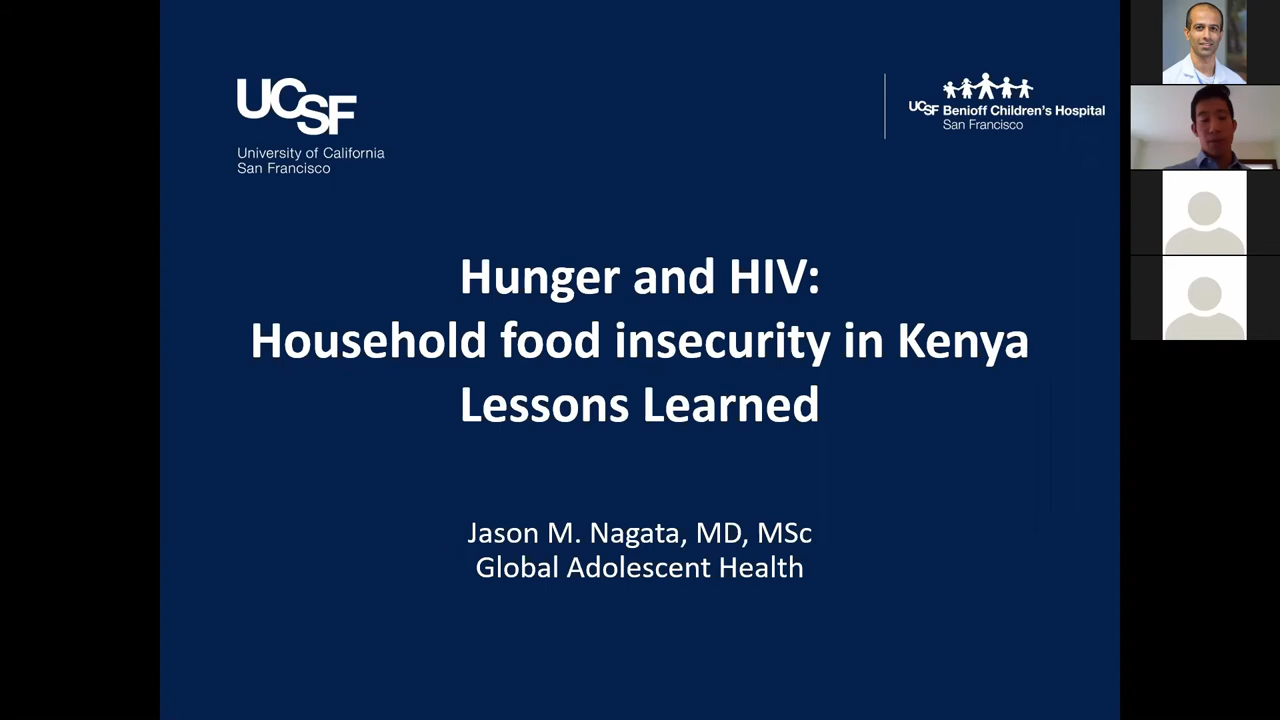 UCSF
University of California
San Francisco
UCSF Benioff Children's Hospital
San Francisco
Hunger and HIV:
Household food insecurity in Kenya
Lessons Learned
Jason M. Nagata, MD, MSc
Global Adolescent Health